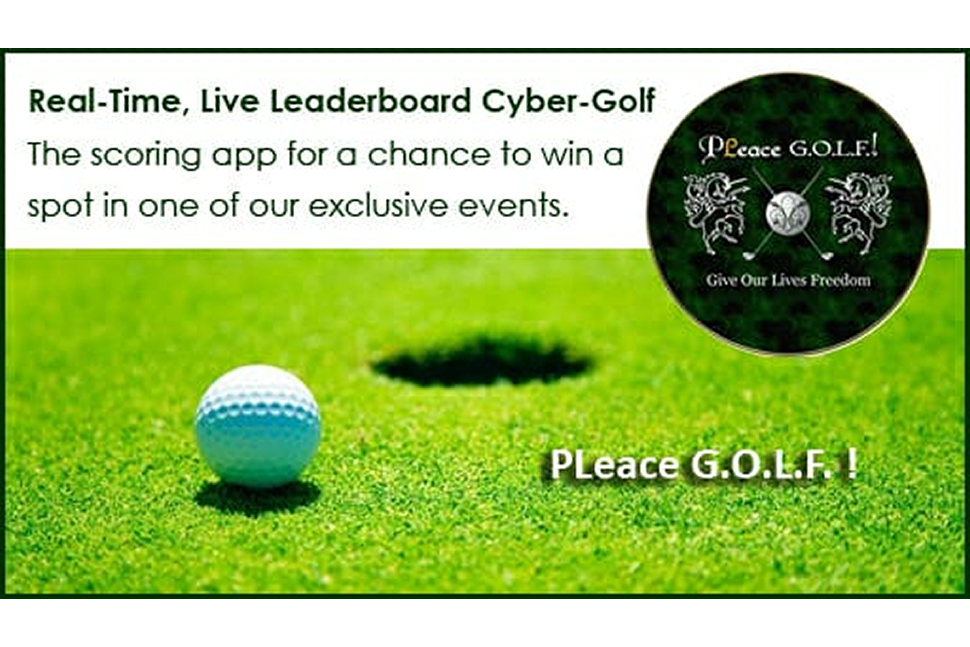 Real-Time, Live Leaderboard Cyber-Golf
The scoring app for a chance to win a
spot in one of our exclusive events.
PLeace G.O.L.F.!
Give Our Lives Freedom
PLeace G.O.L.F. !